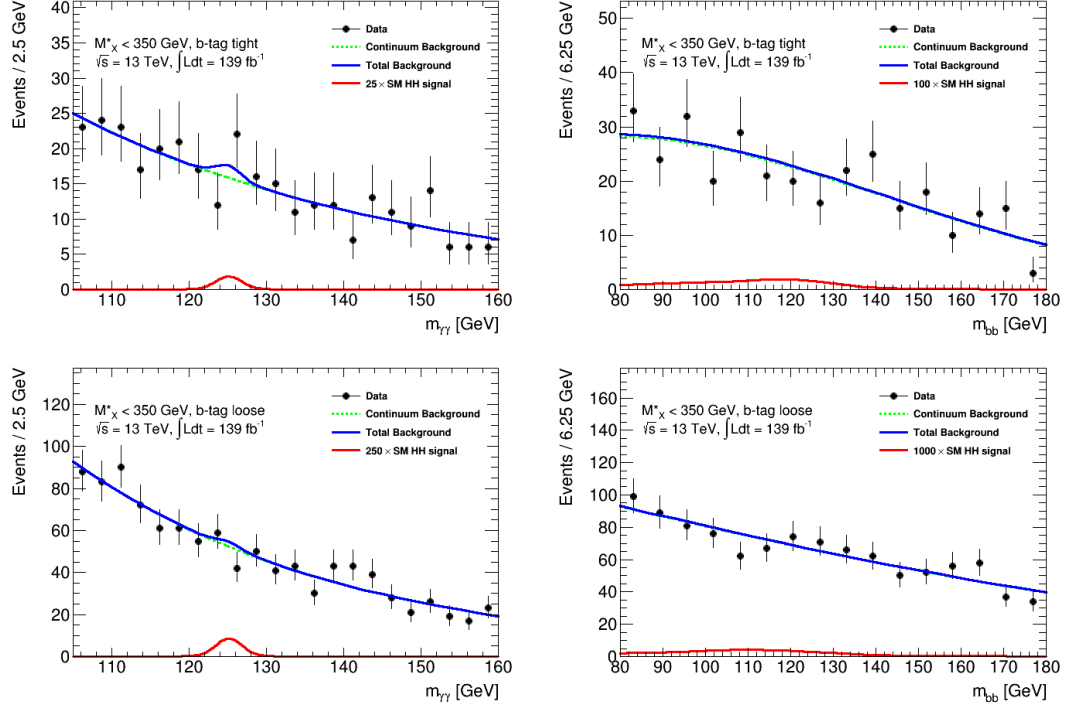 Events / 2.5 GeV
40
35
30
25
20
15
10
5
0
M*X < 350 GeV, b-tag tight
√s = 13 TeV, ∫Ldt = 139 fb-1
Data
Continuum Background
Total Background
25 × SM HH signal
110 120 130 140 150 160
mγγ [GeV]
Events / 6.25 GeV
50
40
30
20
10
0
M*X < 350 GeV, b-tag tight
√s = 13 TeV, ∫Ldt = 139 fb-1
Data
Continuum Background
Total Background
100 × SM HH signal
80 90 100 110 120 130 140 150 160 170 180
mbb [GeV]
Events / 2.5 GeV
120
100
80
60
40
20
0
M*X < 350 GeV, b-tag loose
√s = 13 TeV, ∫Ldt = 139 fb-1
Data
Continuum Background
Total Background
250 × SM HH signal
110 120 130 140 150 160
mγγ [GeV]
Events / 6.25 GeV
160
140
120
100
80
60
40
20
0
M*X < 350 GeV, b-tag loose
√s = 13 TeV, ∫Ldt = 139 fb-1
Data
Continuum Background
Total Background
1000 × SM HH signal
80 90 100 110 120 130 140 150 160 170 180
mbb [GeV]